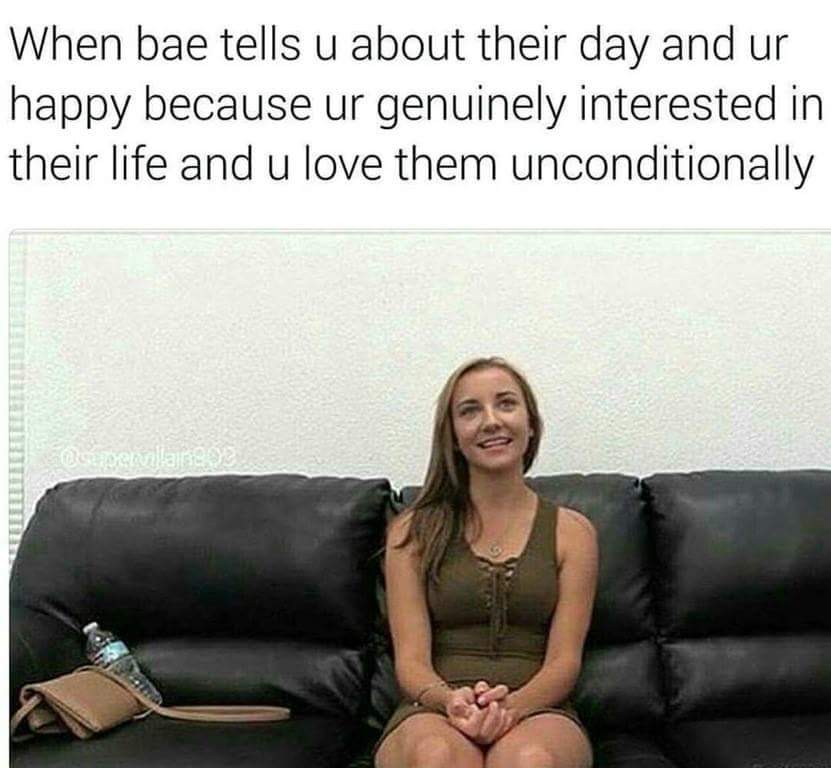 When bae tells u about their day and ur
happy because ur genuinely interested in
their life and u love them unconditionally
@supervillain902